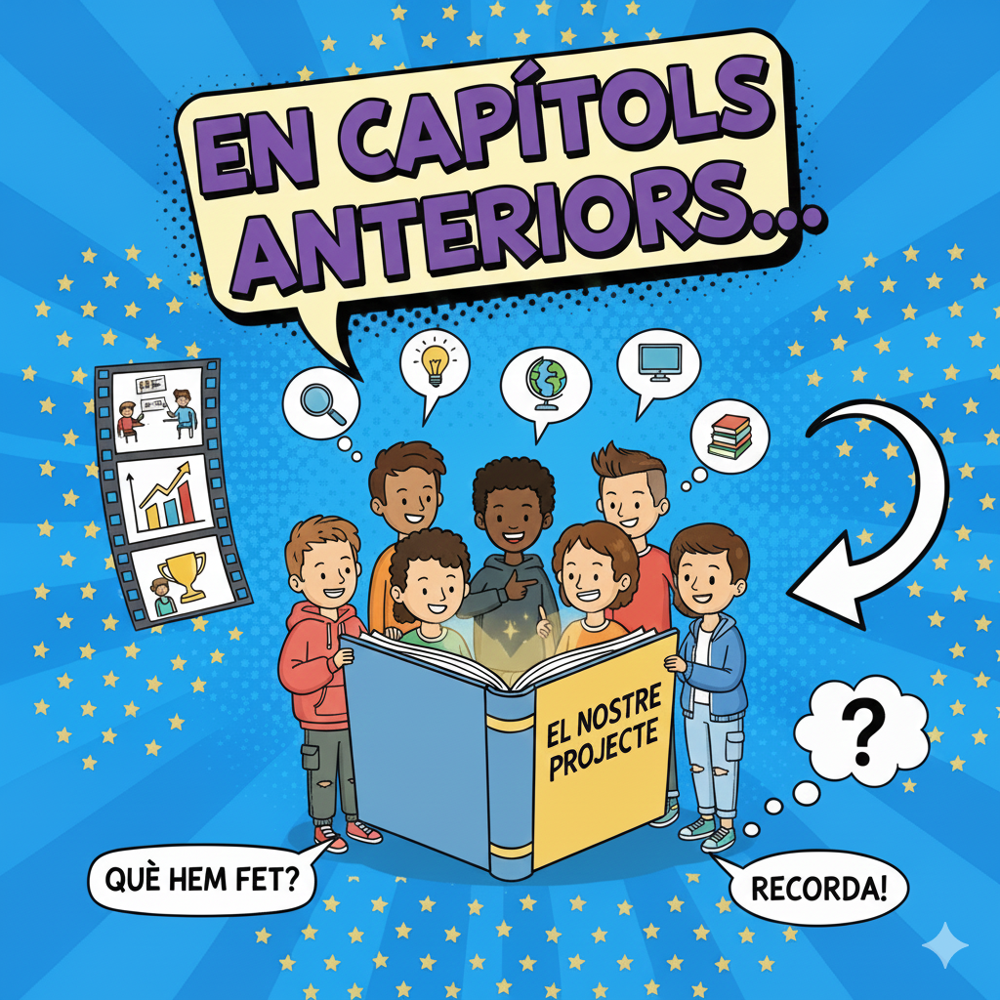 EN CAPÍTOLS
ANTERIORS...
EL NOSTRE
PROJECTE
?
QUÈ HEM FET?
RECORDA!